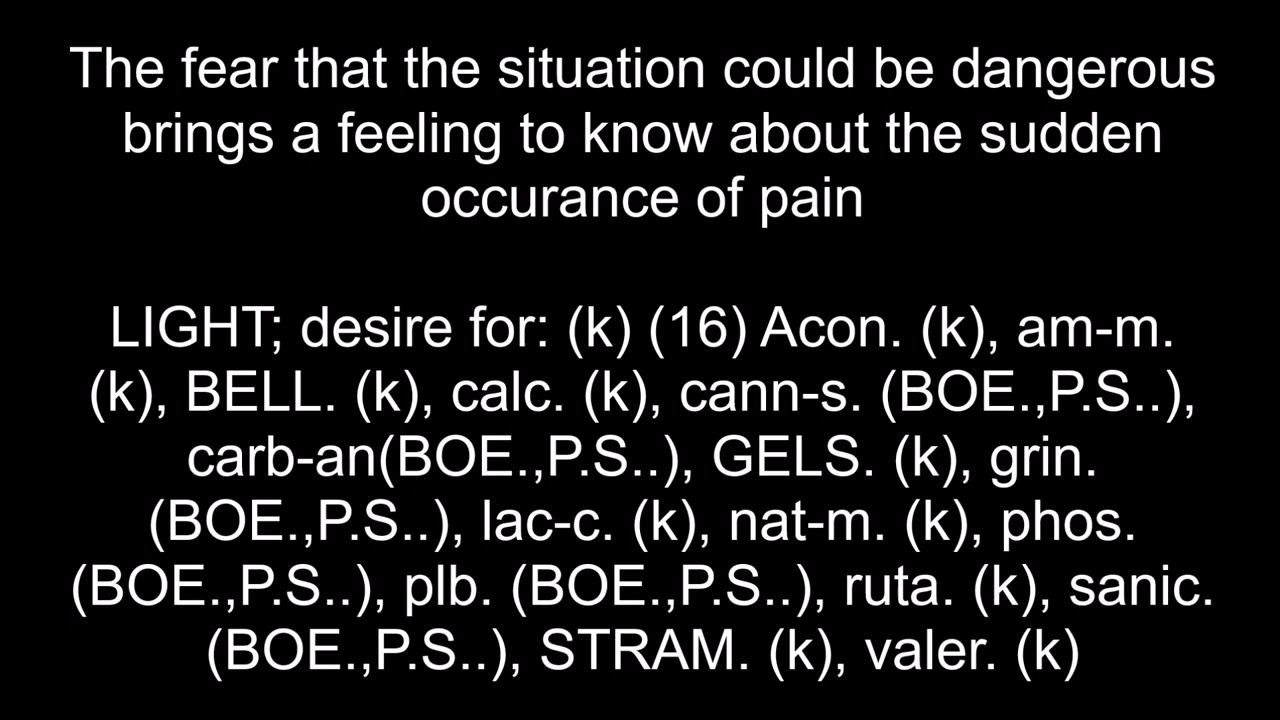 The fear that the situation could be dangerous
brings a feeling to know about the sudden
occurance of pain
LIGHT; desire for: (k) (16) Acon. (k), am-m.
(k), BELL. (k), calc. (k), cann-s. (BOE.,P.S..),
carb-an(BOE.,P.S..), GELS. (k), grin.
(BOE.,P.S..), lac-c. (k), nat-m. (k), phos.
(BOE.,P.S..), plb. (BOE.,P.S..), ruta. (k), sanic.
(BOE.,P.S..), STRAM. (k), valer. (k)